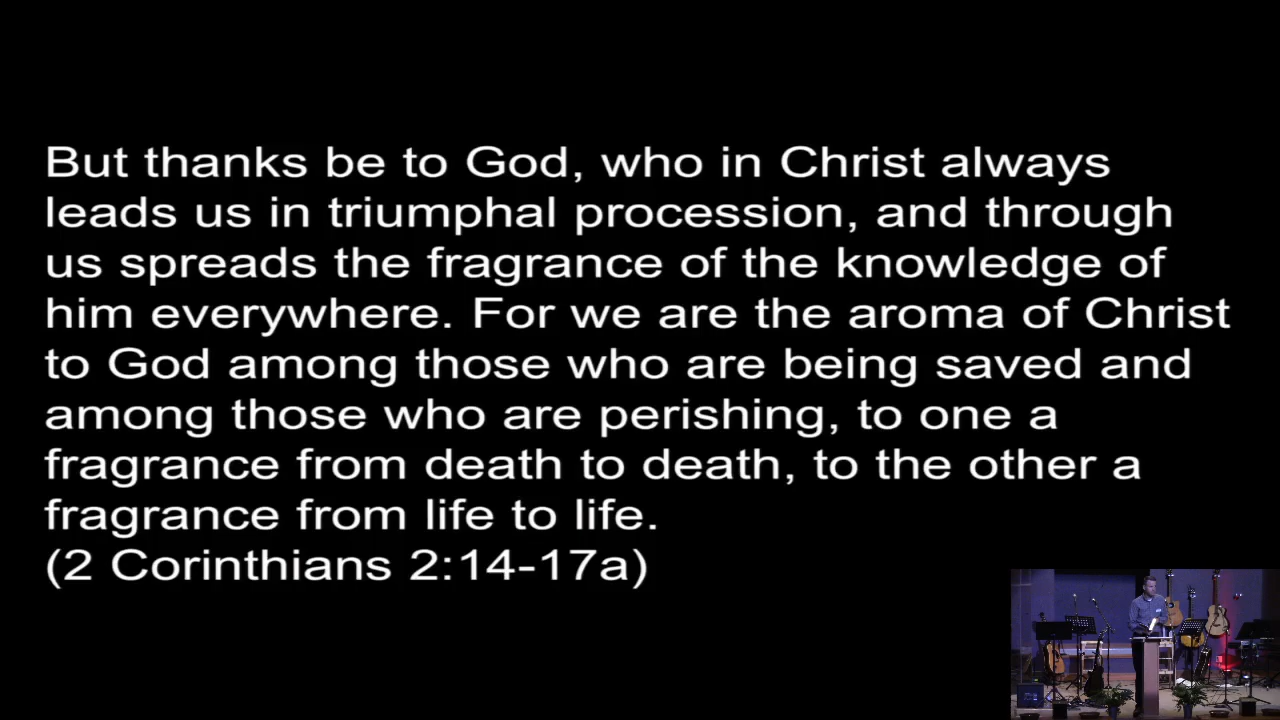 But thanks be to God, who in Christ always
leads us in triumphal procession, and through
us spreads the fragrance of the knowledge of
him everywhere. For we are the aroma of Christ
to God among those who are being saved and
among those who are perishing, to one a
fragrance from death to death, to the other a
fragrance from life to life.
(2 Corinthians 2:14-17a)